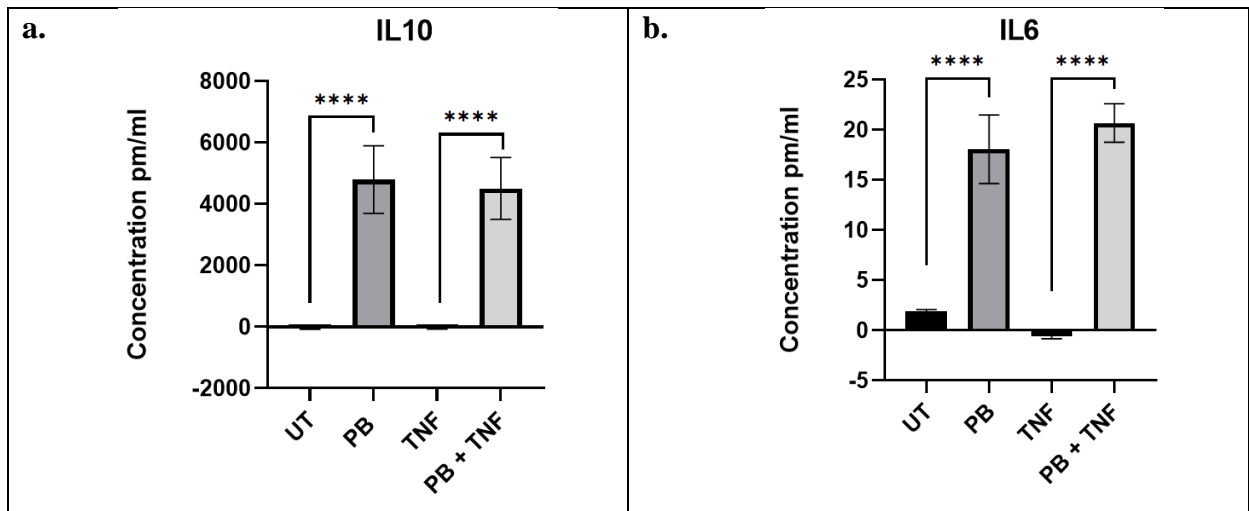 a.
IL10
Concentration pm/ml
8000
6000
4000
2000
0
-2000
****
****
UT
PB
TNF
PB + TNF
b.
IL6
Concentration pm/ml
25
20
15
10
5
0
-5
****
****
UT
PB
TNF
PB + TNF